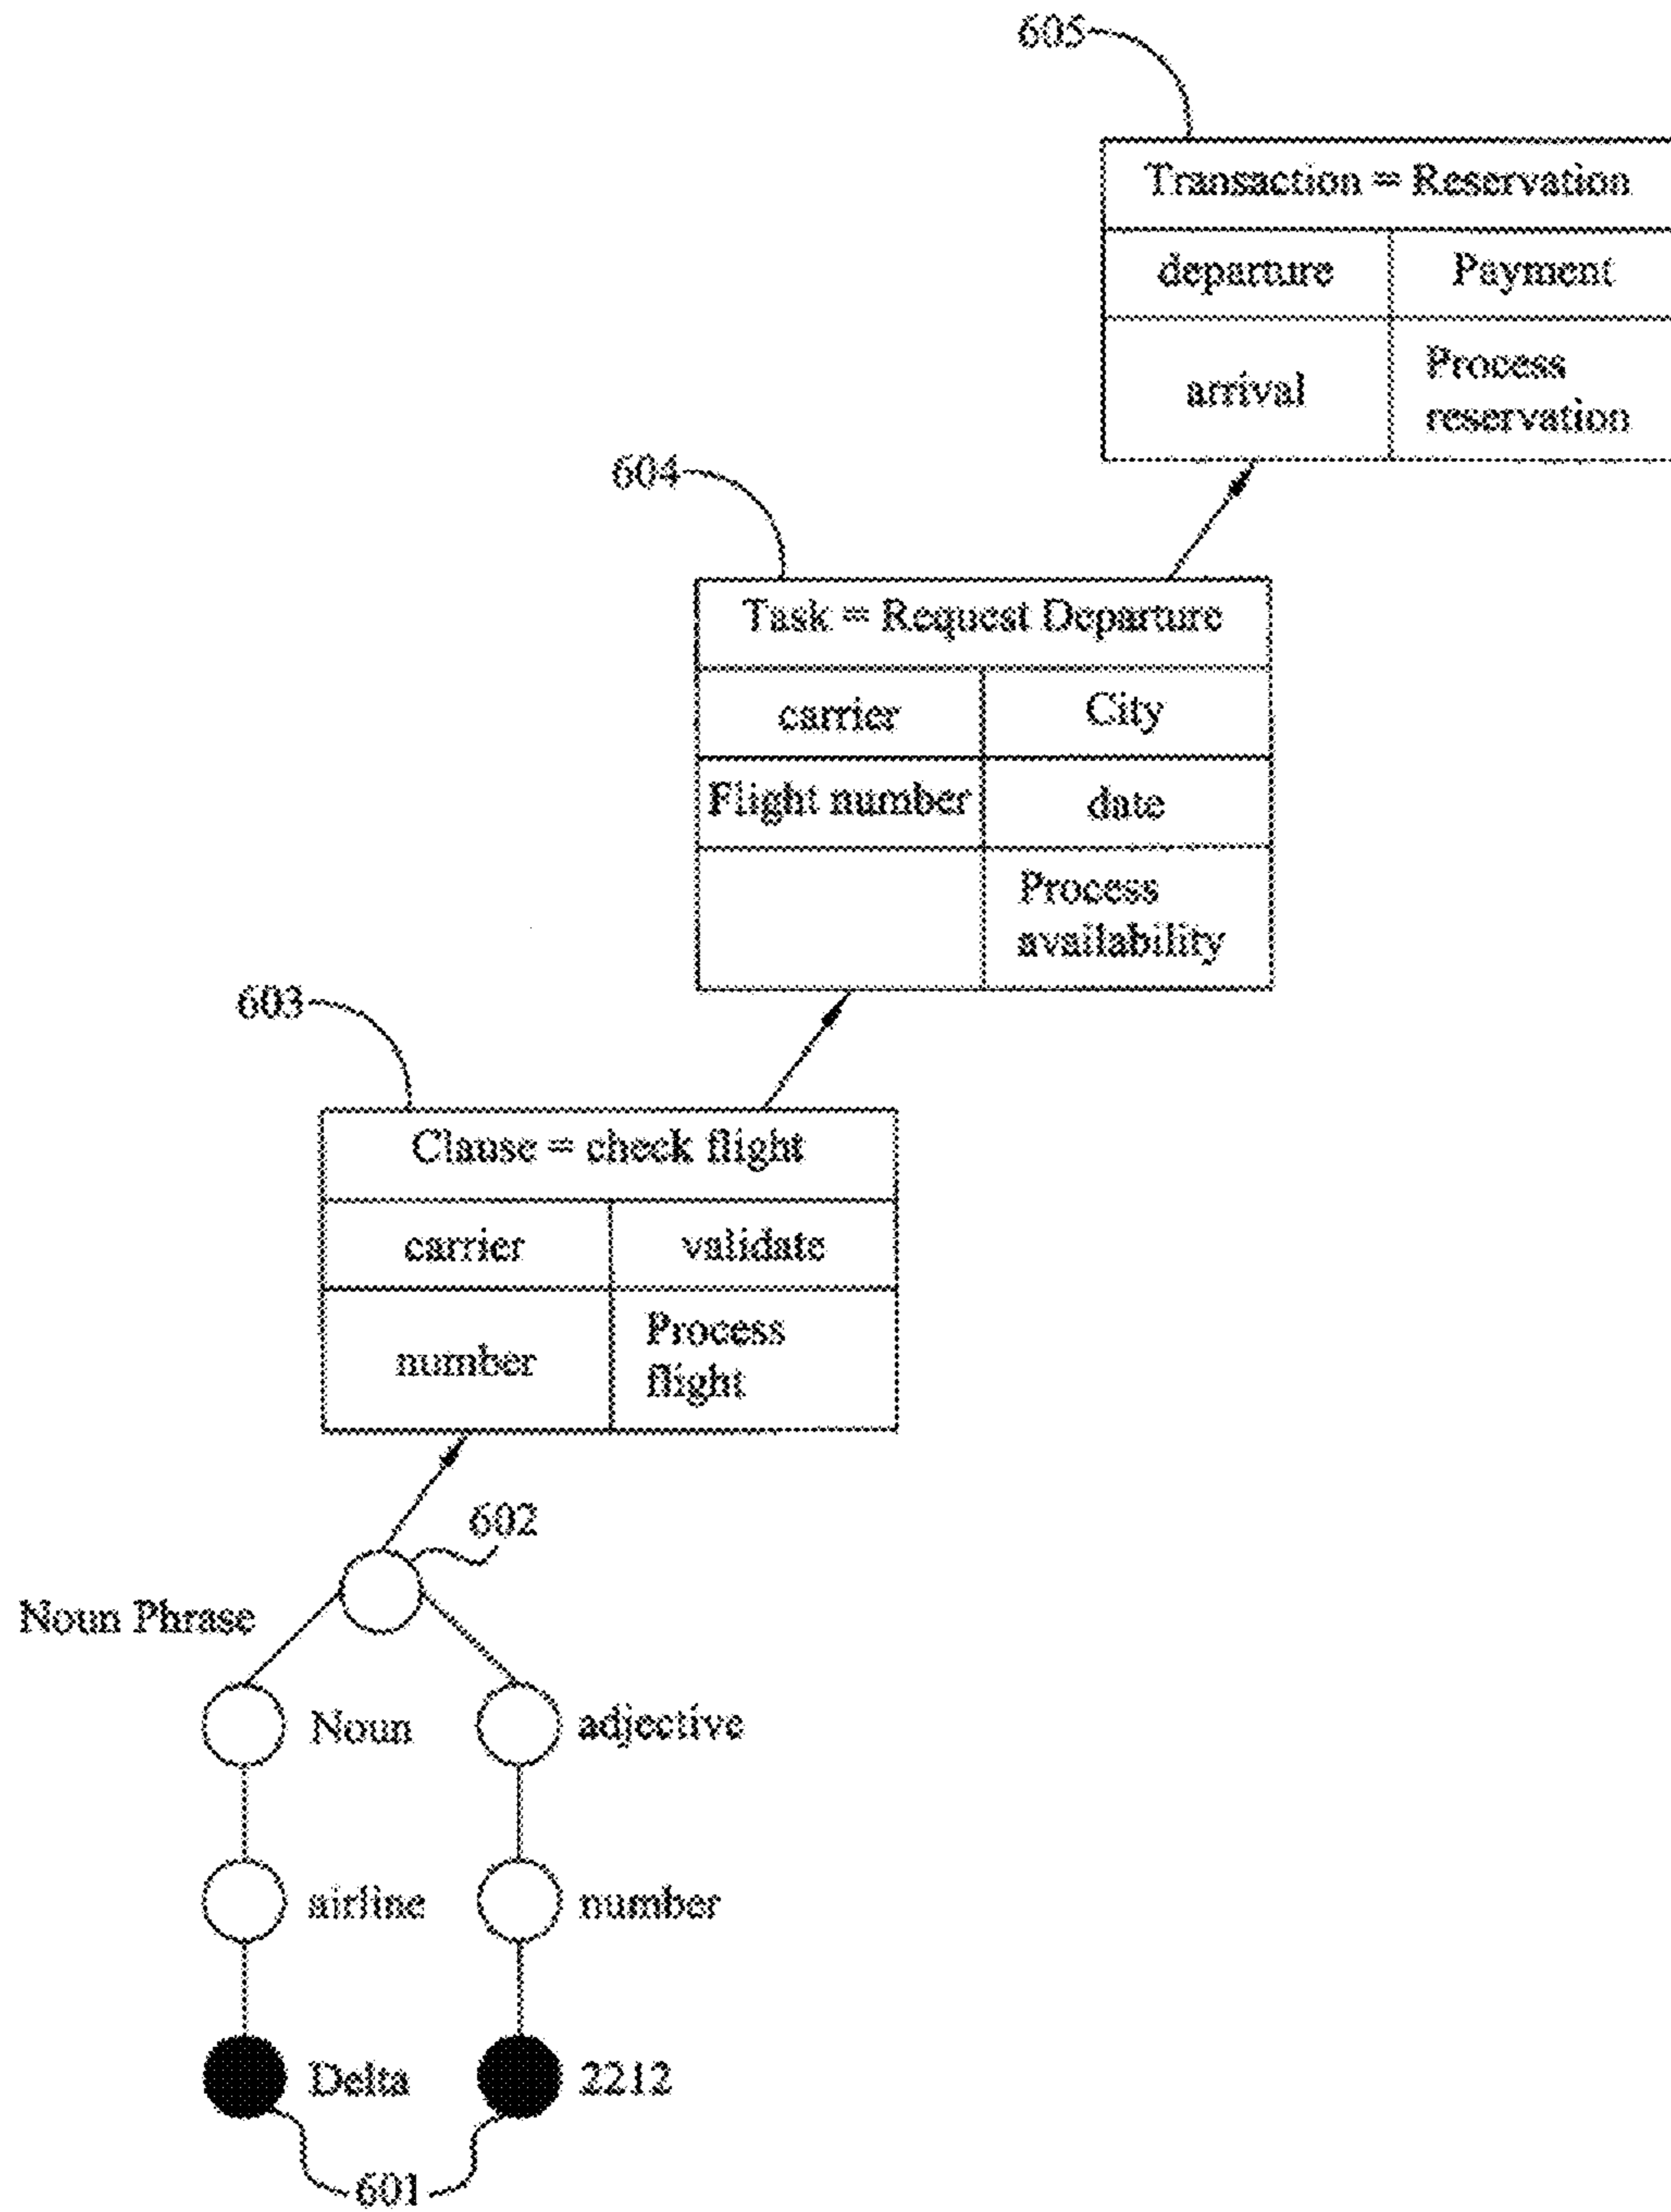 605
Transaction = Reservation
departure Payment
arrival Process
reservation
604
Task = Request Departure
carrier City
Flight number date
Process
availability
603
Clause = check flight
carrier validate
number Process
flight
602
Noun Phrase
Noun adjective
airline number
Delta 2212
601